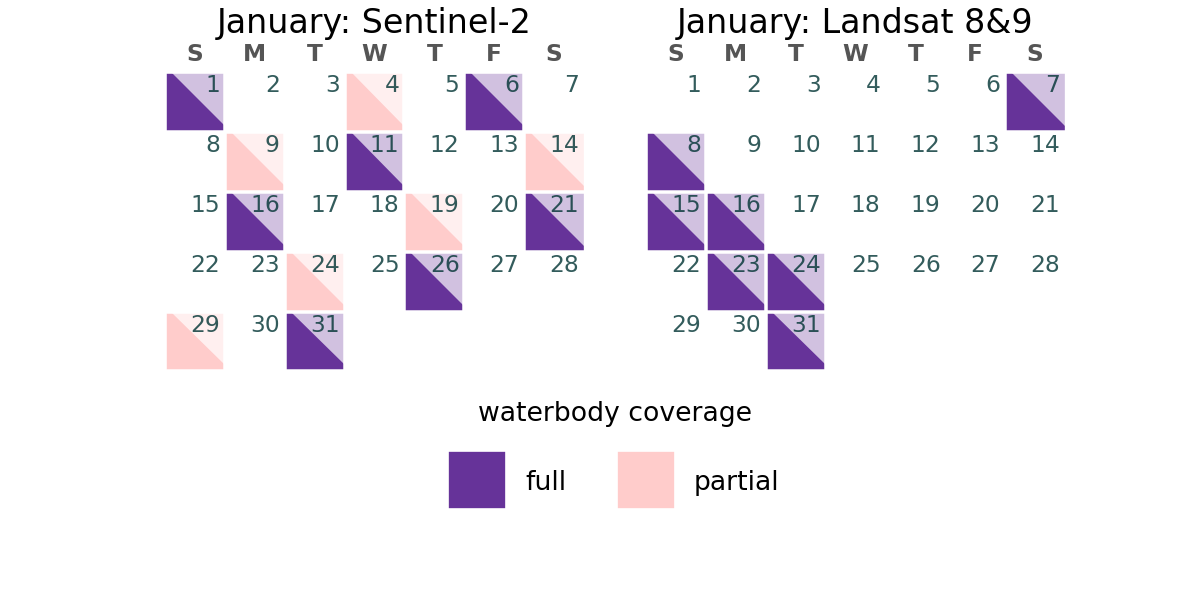 January: Sentinel-2
S M T W T F S
1 2 3 4 5 6 7
8 9 10 11 12 13 14
15 16 17 18 19 20 21
22 23 24 25 26 27 28
29 30 31
January: Landsat 8&9
S M T W T F S
1 2 3 4 5 6 7
8 9 10 11 12 13 14
15 16 17 18 19 20 21
22 23 24 25 26 27 28
29 30 31
waterbody coverage
full
partial